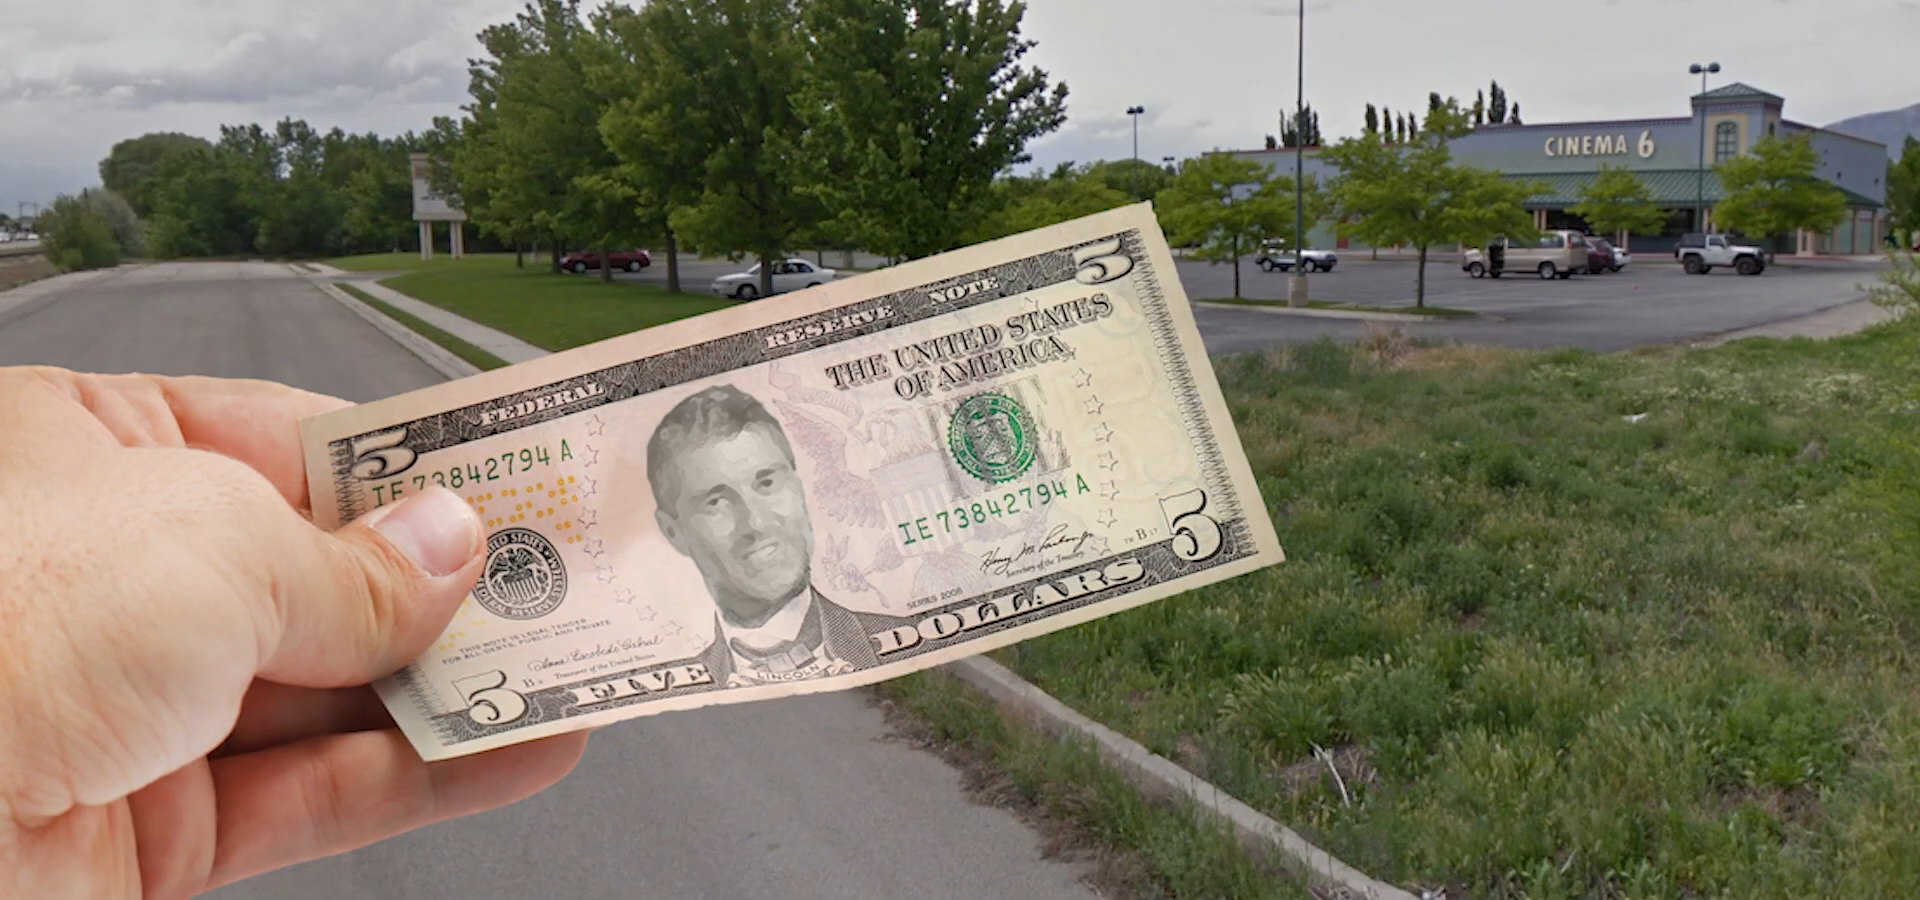 CINEMA 6
5 FEDERAL RESERVE NOTE 5
THE UNITED STATES
OF AMERICA
IE 73842794 A
IE 73842794 A
THIS NOTE IS LEGAL TENDER
FOR ALL DEBTS, PUBLIC AND PRIVATE
Secretary of the Treasury
SERIES 2006
Treasurer of the United States
LINCOLN
5 FIVE DOLLARS 5